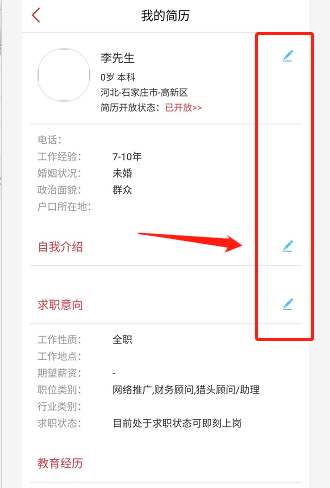 我的简历
李先生
0岁 本科
河北-石家庄市-高新区
简历开放状态：已开放>>
电话：
工作经验： 7-10年
婚姻状况： 未婚
政治面貌： 群众
户口所在地：
自我介绍
求职意向
工作性质： 全职
工作地点：
期望薪资： -
职位类别： 网络推广,财务顾问,猎头顾问/助理
行业类别：
求职状态： 目前处于求职状态可即刻上岗
教育经历